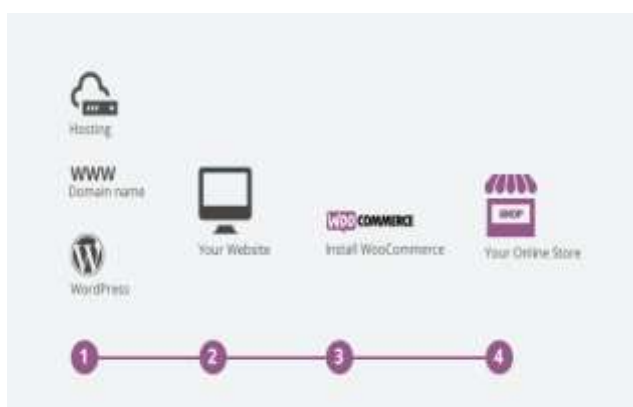 Hosting
WWW
Domain name
WordPress
Your Website
WOO COMMERCE
Install WooCommerce
SHOP
Your Online Store
1
2
3
4